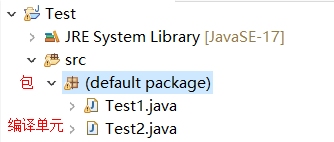 Test
JRE System Library [JavaSE-17]
src
包 (default package)
Test1.java
编译单元 Test2.java